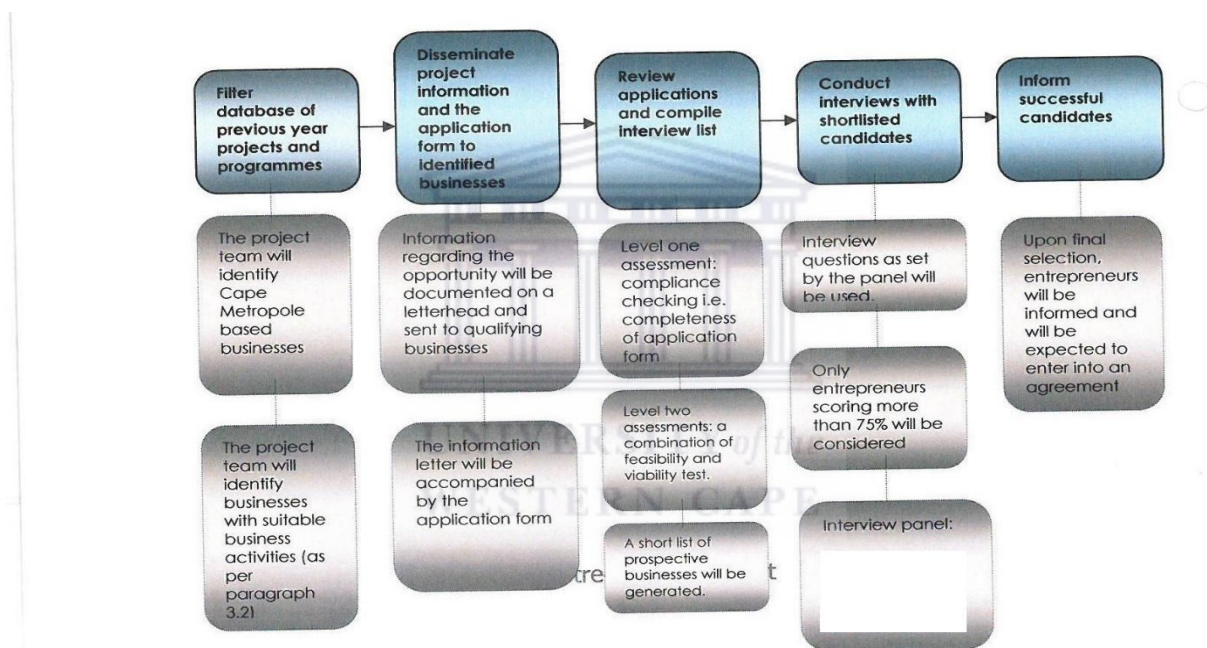 Filter
database of
previous year
projects and
programmes
Disseminate
project
information
and the
application
form to
identified
businesses
Review
applications
and compile
interview list
Conduct
interviews with
shortlisted
candidates
Inform
successful
candidates
The project
team will
identify
Cape
Metropole
based
businesses
The project
team will
identify
businesses
with suitable
business
activities (as
per
paragraph
3.2)
Information
regarding the
opportunity will be
documented on a
letterhead and
sent to qualifying
businesses
The information
letter will be
accompanied
by the
application form
Level one
assessment:
compliance
checking i.e.
completeness
of application
form
Level two
assessments: a
combination of
feasibility and
viability test.
A short list of
prospective
businesses will be
generated.
Interview
questions as set
by the panel will
be used.
Only
entrepreneurs
scoring more
than 75% will be
considered
Interview panel:
Upon final
selection,
entrepreneurs
will be
informed and
will be
expected to
enter into an
agreement
UNIVERSITY of the
WESTERN CAPE